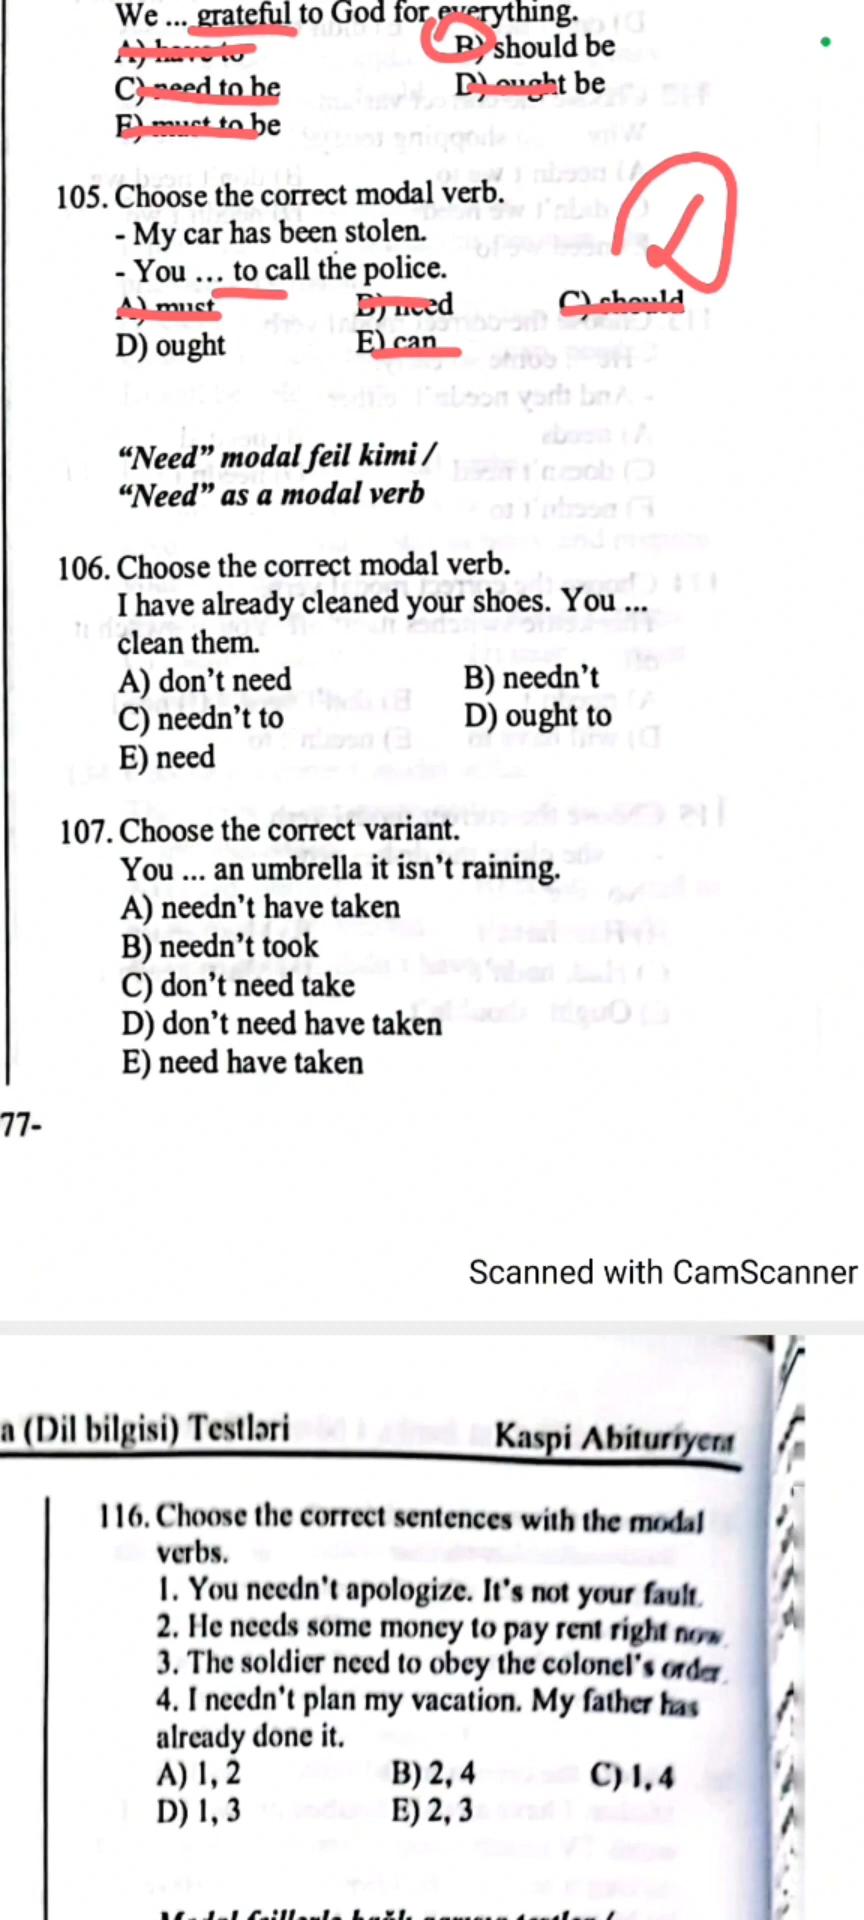 We ... grateful to God for everything.
A) have to B) should be
C) need to be D) ought be
E) must to be
105. Choose the correct modal verb.
- My car has been stolen.
- You ... to call the police.
A) must B) need C) should
D) ought E) can
“Need” modal feil kimi /
“Need” as a modal verb
106. Choose the correct modal verb.
I have already cleaned your shoes. You ...
clean them.
A) don’t need B) needn’t
C) needn’t to D) ought to
E) need
107. Choose the correct variant.
You ... an umbrella it isn’t raining.
A) needn’t have taken
B) needn’t took
C) don’t need take
D) don’t need have taken
E) need have taken
77-
Scanned with CamScanner
a (Dil bilgisi) Testləri Kaspi Abituriyent
116. Choose the correct sentences with the modal
verbs.
1. You needn't apologize. It's not your fault.
2. He needs some money to pay rent right now.
3. The soldier need to obey the colonel's order.
4. I needn't plan my vacation. My father has
already done it.
A) 1, 2 B) 2, 4 C) 1, 4
D) 1, 3 E) 2, 3